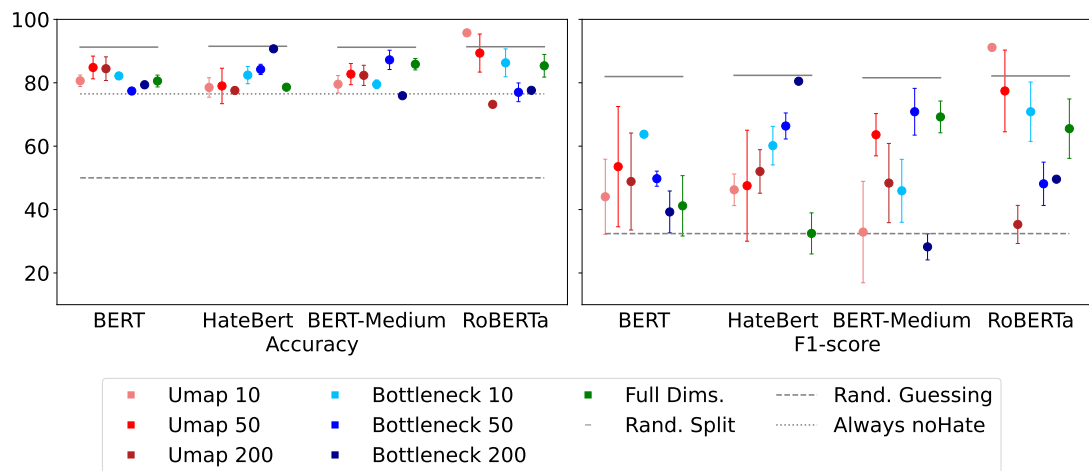 100
80
60
40
20
BERT HateBert BERT-Medium RoBERTa
Accuracy
BERT HateBert BERT-Medium RoBERTa
F1-score
Umap 10 Bottleneck 10 Full Dims. Rand. Guessing
Umap 50 Bottleneck 50 Rand. Split Always noHate
Umap 200 Bottleneck 200